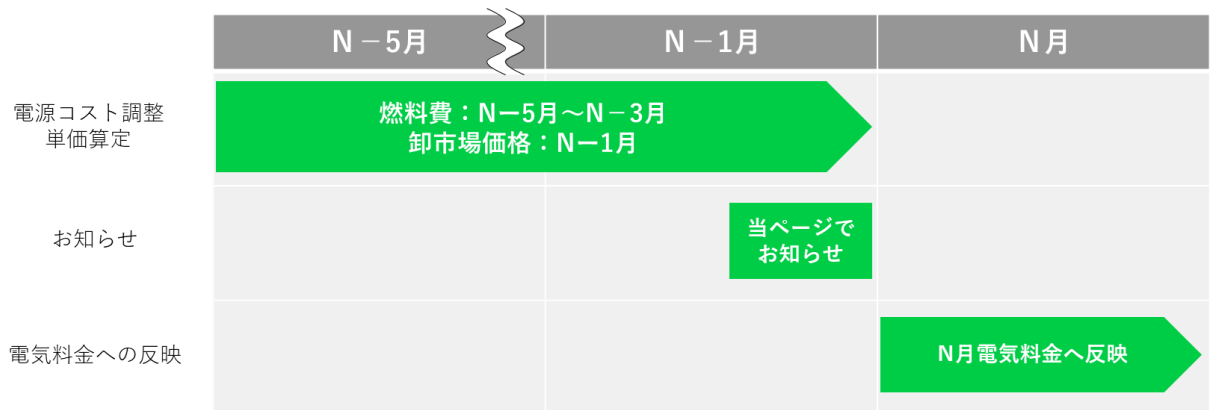 N－5月
N－1月
N月
電源コスト調整
単価算定
燃料費：Nー5月～N－3月
卸市場価格：Nー1月
お知らせ
当ページで
お知らせ
電気料金への反映
N月電気料金へ反映